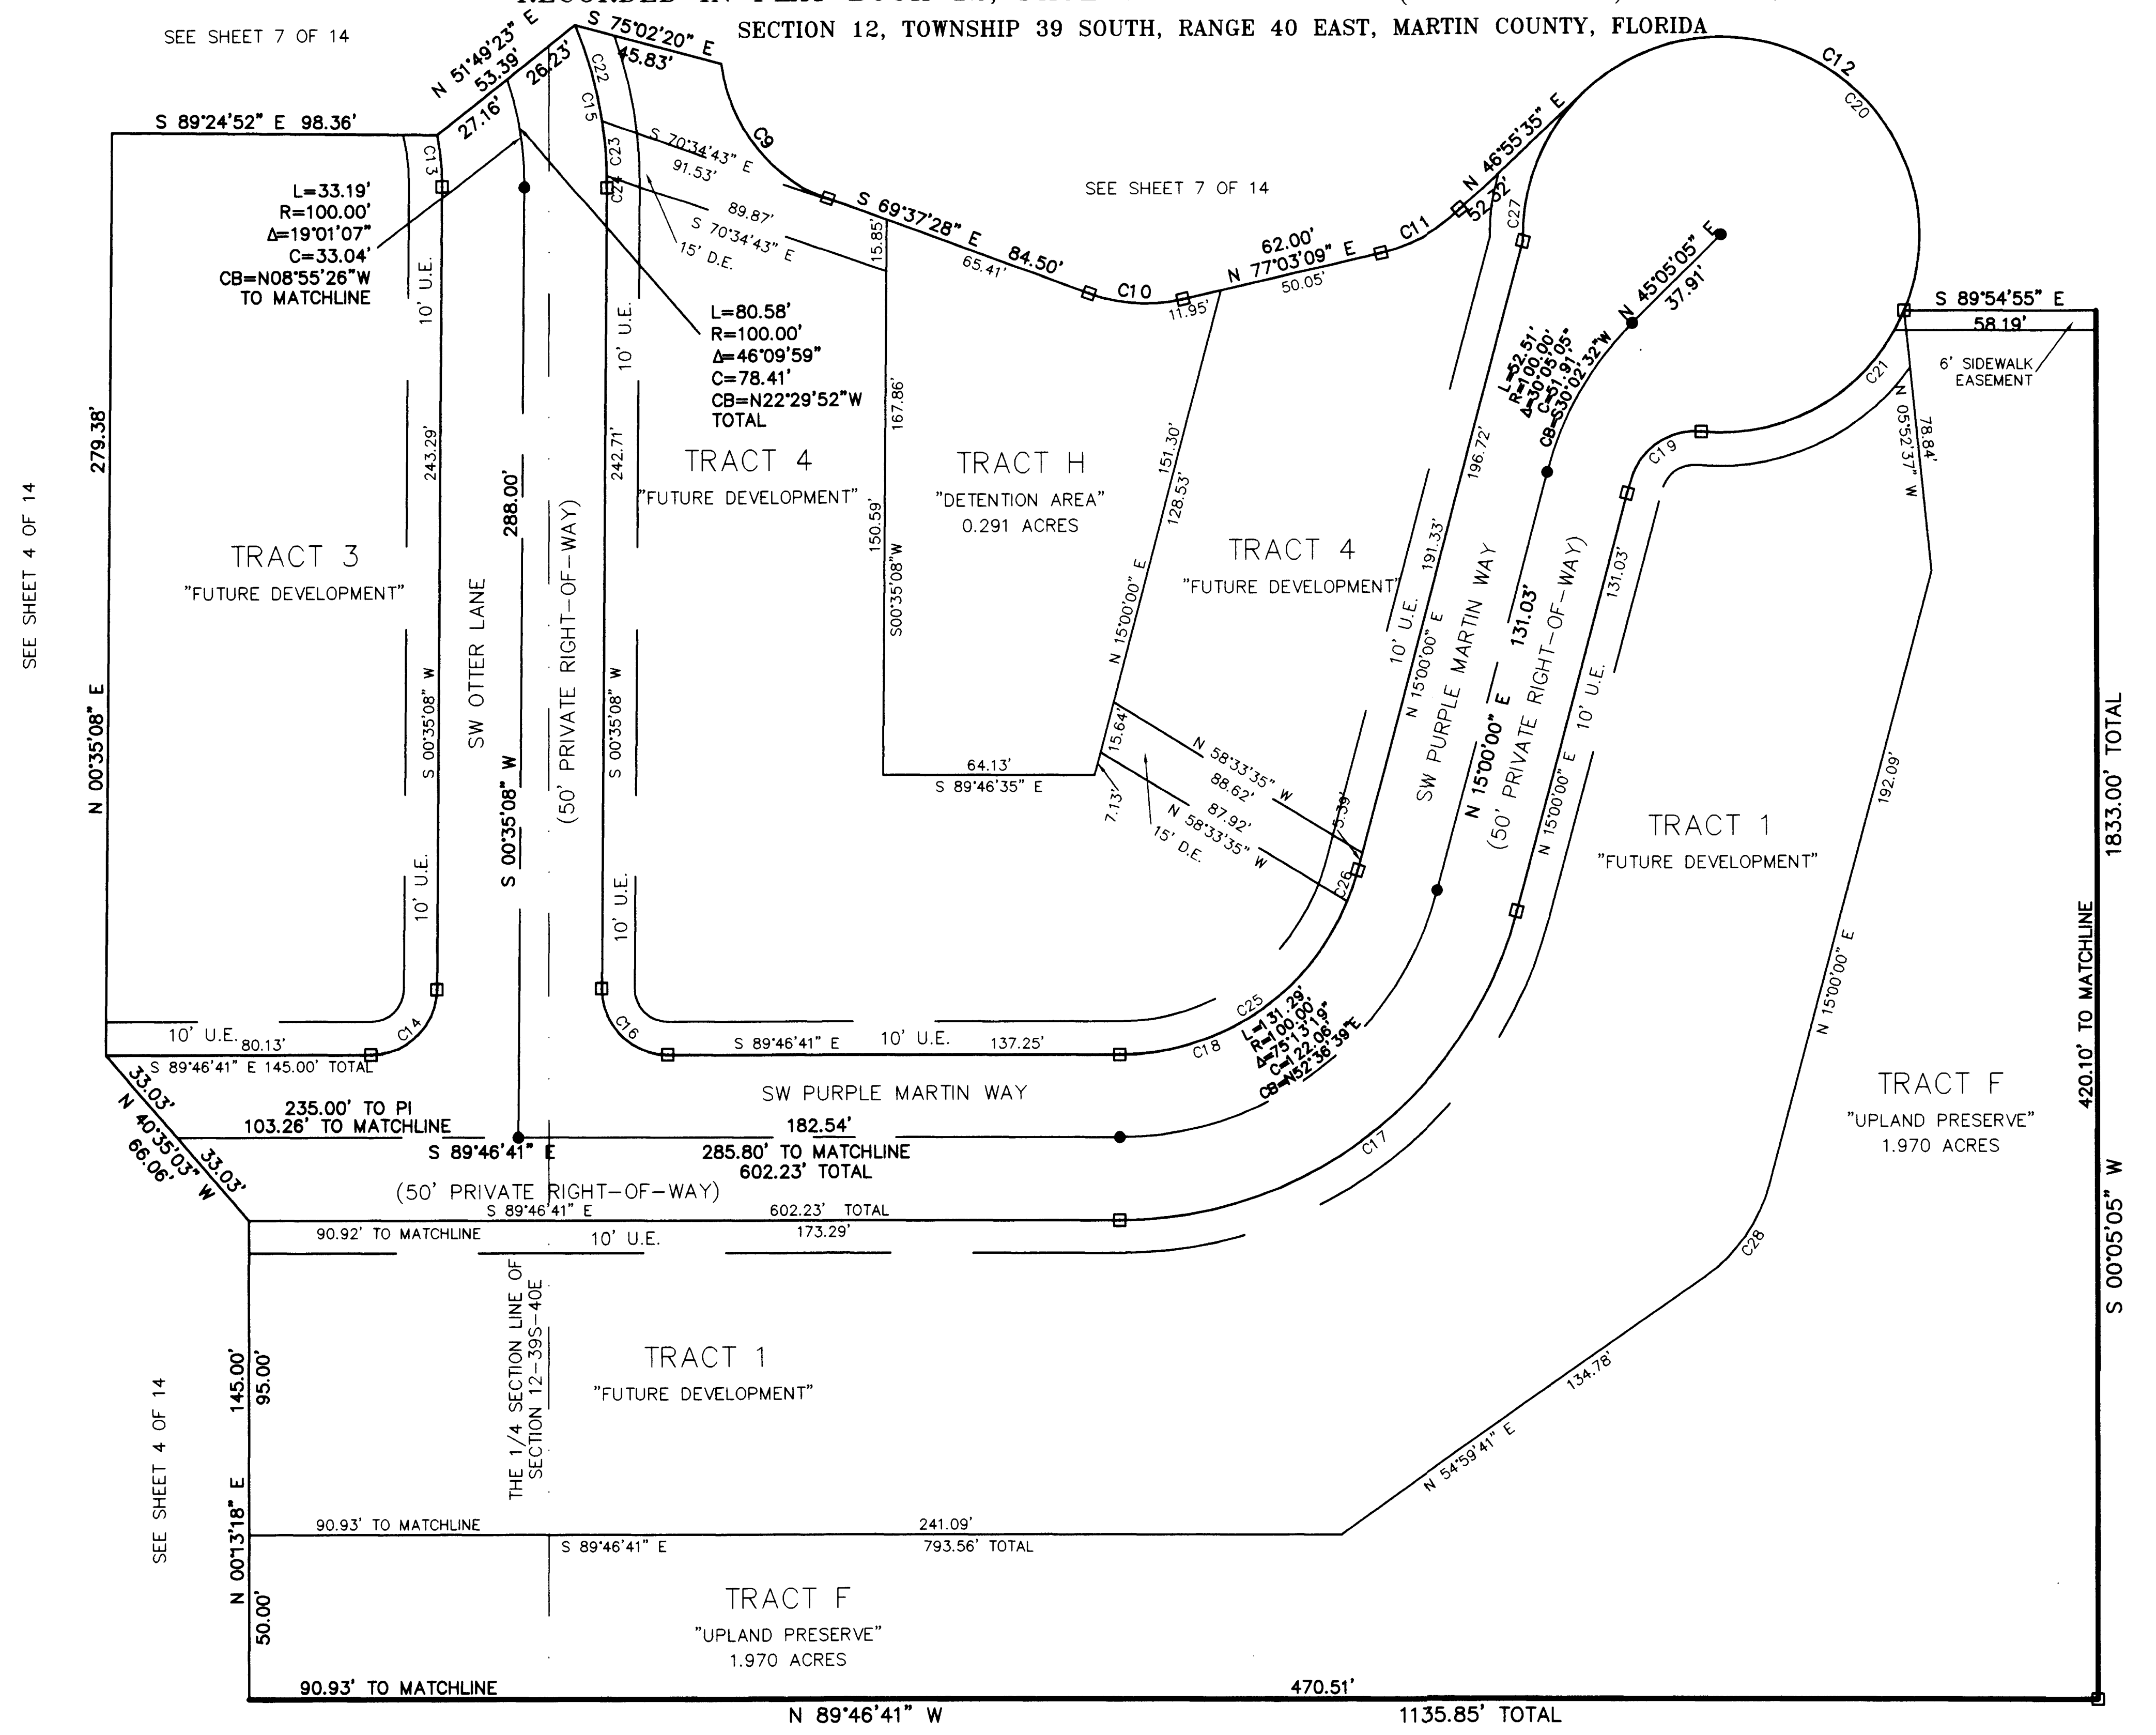 SECTION 12, TOWNSHIP 39 SOUTH, RANGE 40 EAST, MARTIN COUNTY, FLORIDA
SEE SHEET 7 OF 14
N 51°49'23" E
53.39'
26.23'
27.16'
S 75°02'20" E
45.83'
C22
C15
C23
C24
C9
S 89°24'52" E 98.36'
C13
L=33.19'
R=100.00'
Δ=19°01'07"
C=33.04'
CB=N08°55'26"W
TO MATCHLINE
S 70°34'43" E
91.53'
89.87'
S 70°34'43" E
15' D.E.
L=80.58'
R=100.00'
Δ=46°09'59"
C=78.41'
CB=N22°29'52"W
TOTAL
SEE SHEET 7 OF 14
S 69°37'28" E
84.50'
65.41'
15.85'
C10
11.95'
62.00'
N 77°03'09" E
50.05'
C11
N 46°55'35" E
52.32'
C27
C12
C20
N 45°05'05" E
37.91'
L=52.51'
R=100.00'
Δ=30°05'05"
C=51.91'
CB=S30°02'32"W
S 89°54'55" E
58.19'
6' SIDEWALK
EASEMENT
C21
C19
N 05°52'37" W
78.84'
279.38'
N 00°35'08" E
SEE SHEET 4 OF 14
TRACT 3
"FUTURE DEVELOPMENT"
10' U.E.
243.29'
S 00°35'08" W
10' U.E.
SW OTTER LANE
288.00'
S 00°35'08" W
(50' PRIVATE RIGHT-OF-WAY)
10' U.E.
242.71'
S 00°35'08" W
10' U.E.
TRACT 4
"FUTURE DEVELOPMENT"
167.86'
150.59'
S00°35'08"W
TRACT H
"DETENTION AREA"
0.291 ACRES
64.13'
S 89°46'35" E
151.30'
128.53'
N 15°00'00" E
15.64'
7.13'
TRACT 4
"FUTURE DEVELOPMENT"
N 58°33'35" W
88.62'
87.92'
N 58°33'35" W
15' D.E.
5.39'
C26
196.72'
191.33'
10' U.E.
N 15°00'00" E
SW PURPLE MARTIN WAY
131.03'
N 15°00'00" E
(50' PRIVATE RIGHT-OF-WAY)
131.03'
10' U.E.
N 15°00'00" E
TRACT 1
"FUTURE DEVELOPMENT"
192.09'
N 15°00'00" E
1833.00' TOTAL
420.10' TO MATCHLINE
S 00°05'05" W
TRACT F
"UPLAND PRESERVE"
1.970 ACRES
10' U.E.
80.13'
S 89°46'41" E 145.00' TOTAL
C14
C16
S 89°46'41" E
10' U.E.
137.25'
C25
C18
L=131.29'
R=100.00'
Δ=75°13'19"
C=122.06'
CB=N52°36'39"E
SW PURPLE MARTIN WAY
33.03'
N 40°35'03" W
66.06'
33.03'
235.00' TO PI
103.26' TO MATCHLINE
S 89°46'41" E
182.54'
285.80' TO MATCHLINE
602.23' TOTAL
(50' PRIVATE RIGHT-OF-WAY)
S 89°46'41" E
602.23' TOTAL
90.92' TO MATCHLINE
10' U.E.
173.29'
C17
C28
SEE SHEET 4 OF 14
145.00'
95.00'
N 00°13'18" E
50.00'
THE 1/4 SECTION LINE OF
SECTION 12-39S-40E
TRACT 1
"FUTURE DEVELOPMENT"
134.78'
N 54°59'41" E
90.93' TO MATCHLINE
241.09'
S 89°46'41" E
793.56' TOTAL
TRACT F
"UPLAND PRESERVE"
1.970 ACRES
90.93' TO MATCHLINE
470.51'
N 89°46'41" W
1135.85' TOTAL